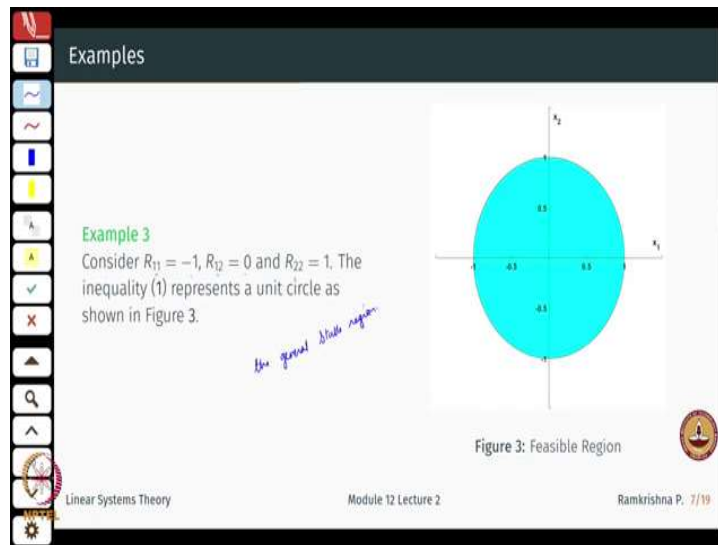 Examples
x₂
1
0.5
x₁
-1
-0.5
0.5
1
-0.5
-1
Example 3
Consider R₁₁ = −1, R₁₂ = 0 and R₂₂ = 1. The
inequality (1) represents a unit circle as
shown in Figure 3.
the general stable region
Figure 3: Feasible Region
Linear Systems Theory
Module 12 Lecture 2
Ramkrishna P. 7/19
NPTEL